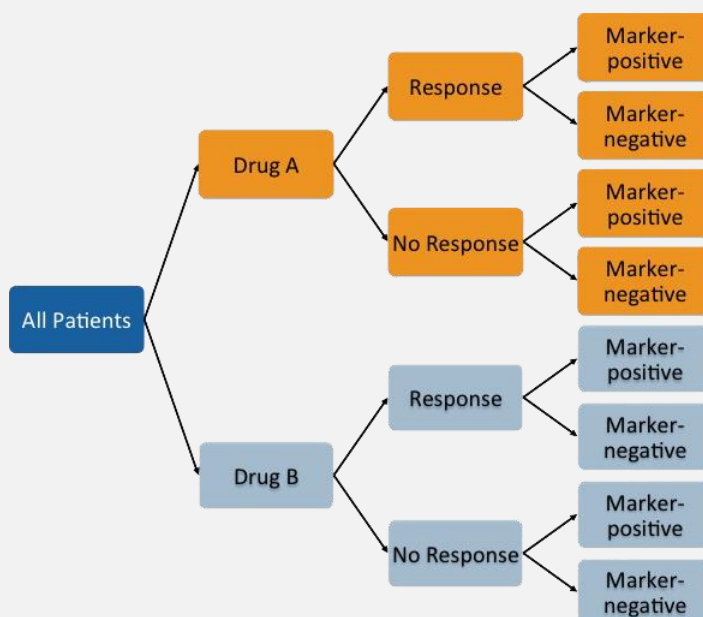 Marker-
positive
Response
Marker-
negative
Drug A
Marker-
positive
No Response
Marker-
negative
All Patients
Marker-
positive
Response
Marker-
negative
Drug B
Marker-
positive
No Response
Marker-
negative